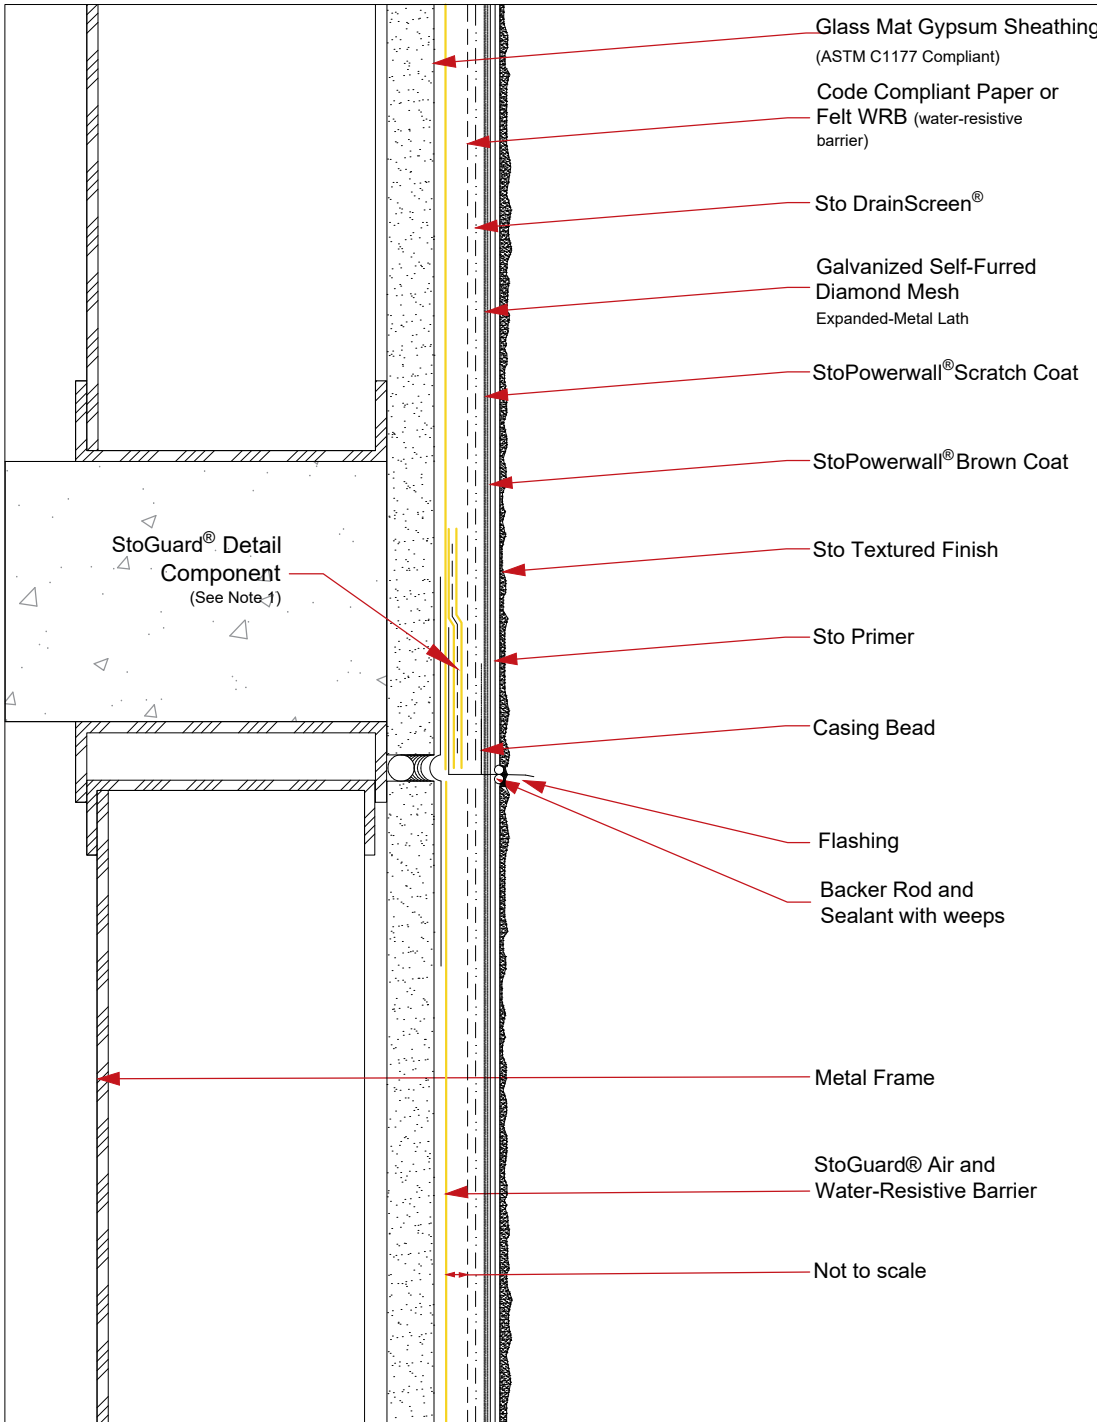 Glass Mat Gypsum Sheathing
(ASTM C1177 Compliant)
Code Compliant Paper or
Felt WRB (water-resistive
barrier)
Sto DrainScreen®
Galvanized Self-Furred
Diamond Mesh
Expanded-Metal Lath
StoPowerwall® Scratch Coat
StoPowerwall® Brown Coat
StoGuard® Detail
Component
(See Note 1)
Sto Textured Finish
Sto Primer
Casing Bead
Flashing
Backer Rod and
Sealant with weeps
Metal Frame
StoGuard® Air and
Water-Resistive Barrier
Not to scale